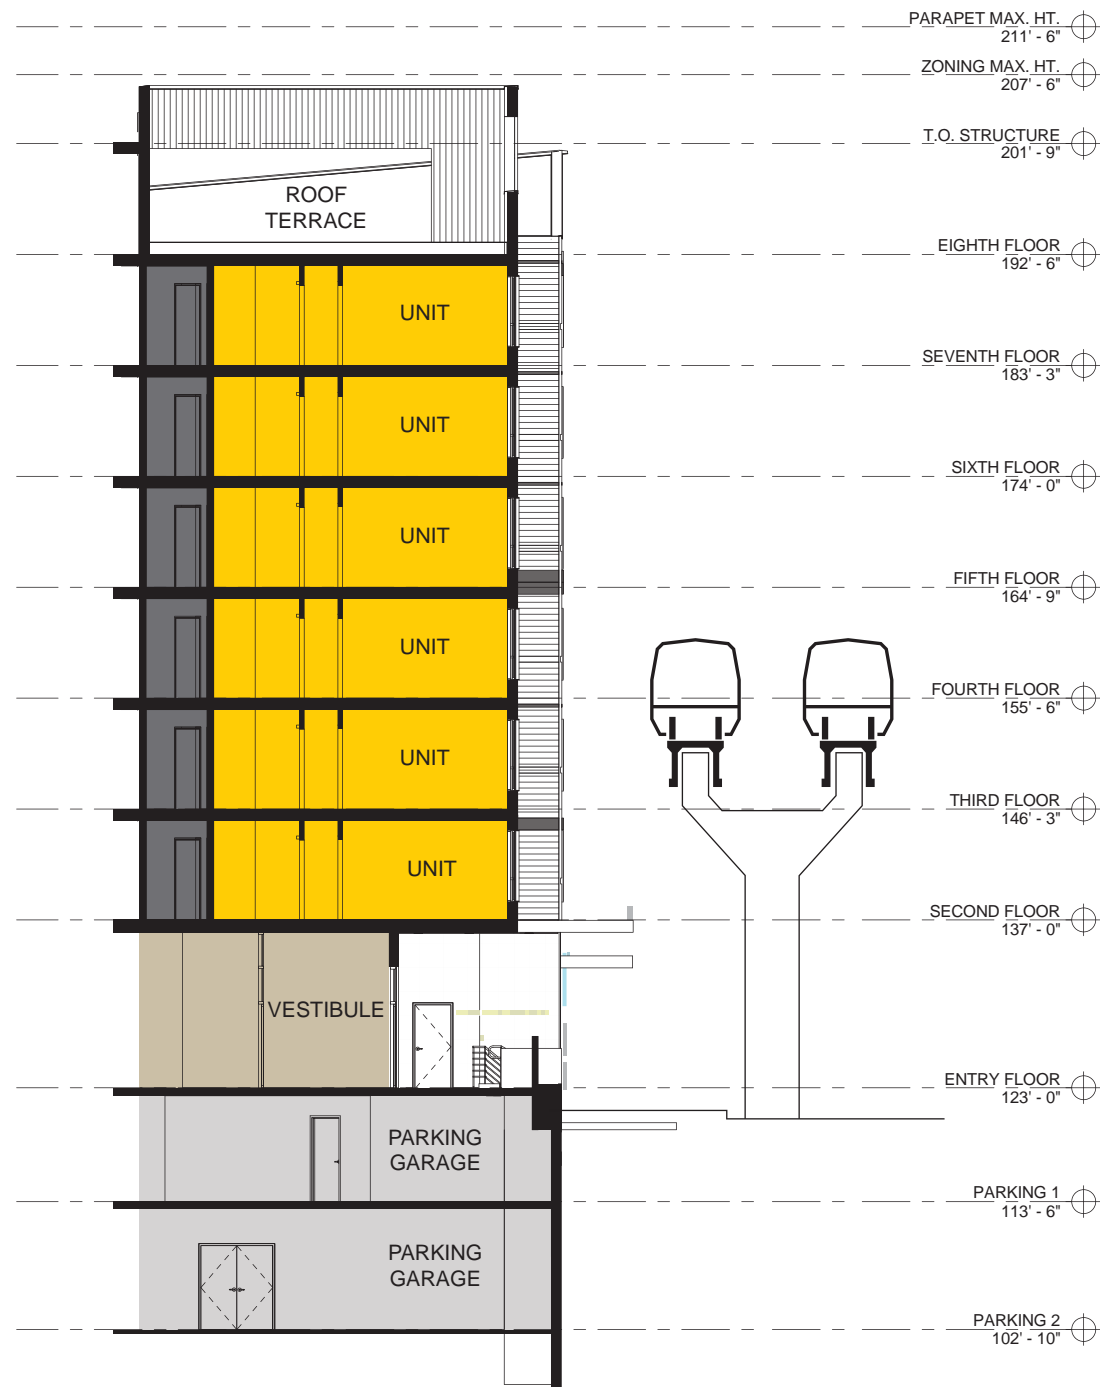 PARAPET MAX. HT.
211' - 6"
ZONING MAX. HT.
207' - 6"
T.O. STRUCTURE
201' - 9"
ROOF
TERRACE
EIGHTH FLOOR
192' - 6"
UNIT
SEVENTH FLOOR
183' - 3"
UNIT
SIXTH FLOOR
174' - 0"
UNIT
FIFTH FLOOR
164' - 9"
UNIT
FOURTH FLOOR
155' - 6"
UNIT
THIRD FLOOR
146' - 3"
UNIT
SECOND FLOOR
137' - 0"
VESTIBULE
ENTRY FLOOR
123' - 0"
PARKING
GARAGE
PARKING 1
113' - 6"
PARKING
GARAGE
PARKING 2
102' - 10"